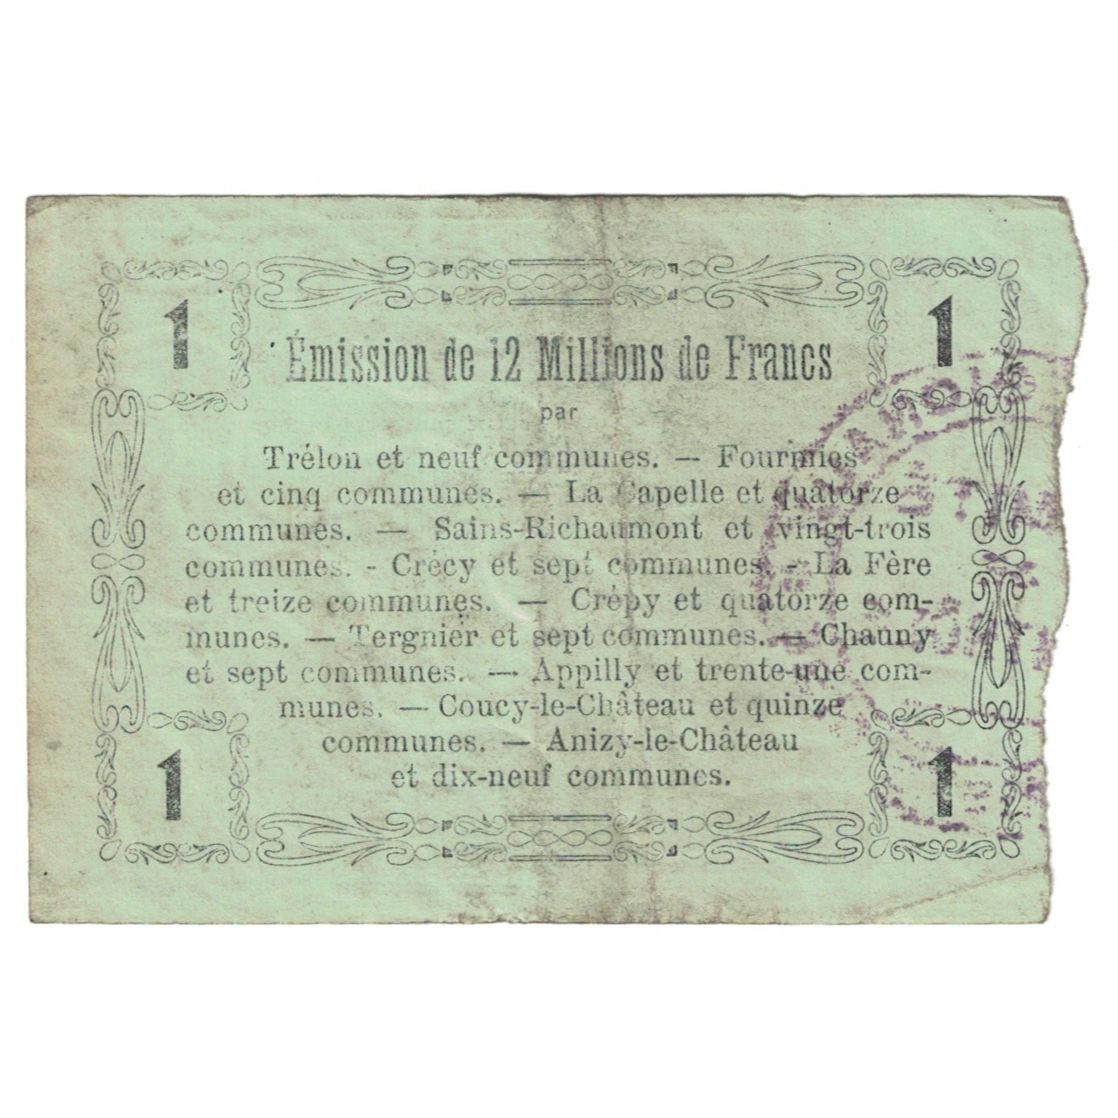 1 1
Émission de 12 Millions de Francs
par
Trélon et neuf communes. — Fourmies
et cinq communes. — La Capelle et quatorze
communes. — Sains-Richaumont et vingt-trois
communes. - Crécy et sept communes. - La Fère
et treize communes. — Crépy et quatorze com-
munes. — Tergnier et sept communes. — Chauny
et sept communes. — Appilly et trente-une com-
munes. — Coucy-le-Château et quinze
communes. — Anizy-le-Château
et dix-neuf communes.
1 1